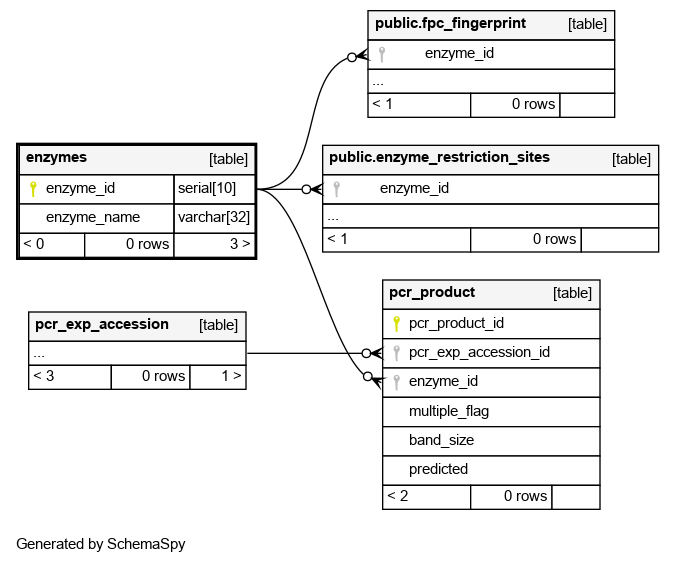 public.fpc_fingerprint [table]
enzyme_id
...
< 1 0 rows
enzymes [table]
enzyme_id serial[10]
enzyme_name varchar[32]
< 0 0 rows 3 >
public.enzyme_restriction_sites [table]
enzyme_id
...
< 1 0 rows
pcr_exp_accession [table]
...
< 3 0 rows 1 >
pcr_product [table]
pcr_product_id
pcr_exp_accession_id
enzyme_id
multiple_flag
band_size
predicted
< 2 0 rows
Generated by SchemaSpy